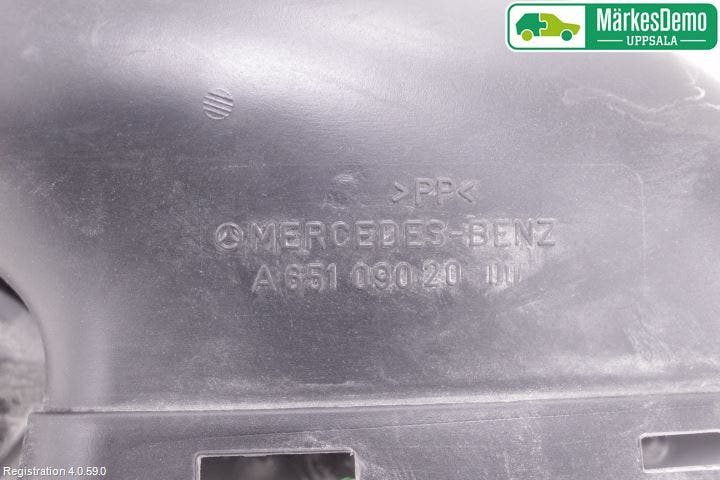 MärkesDemo
UPPSALA
>PP<
MERCEDES-BENZ
A 651 090 20
Registration 4.0.59.0